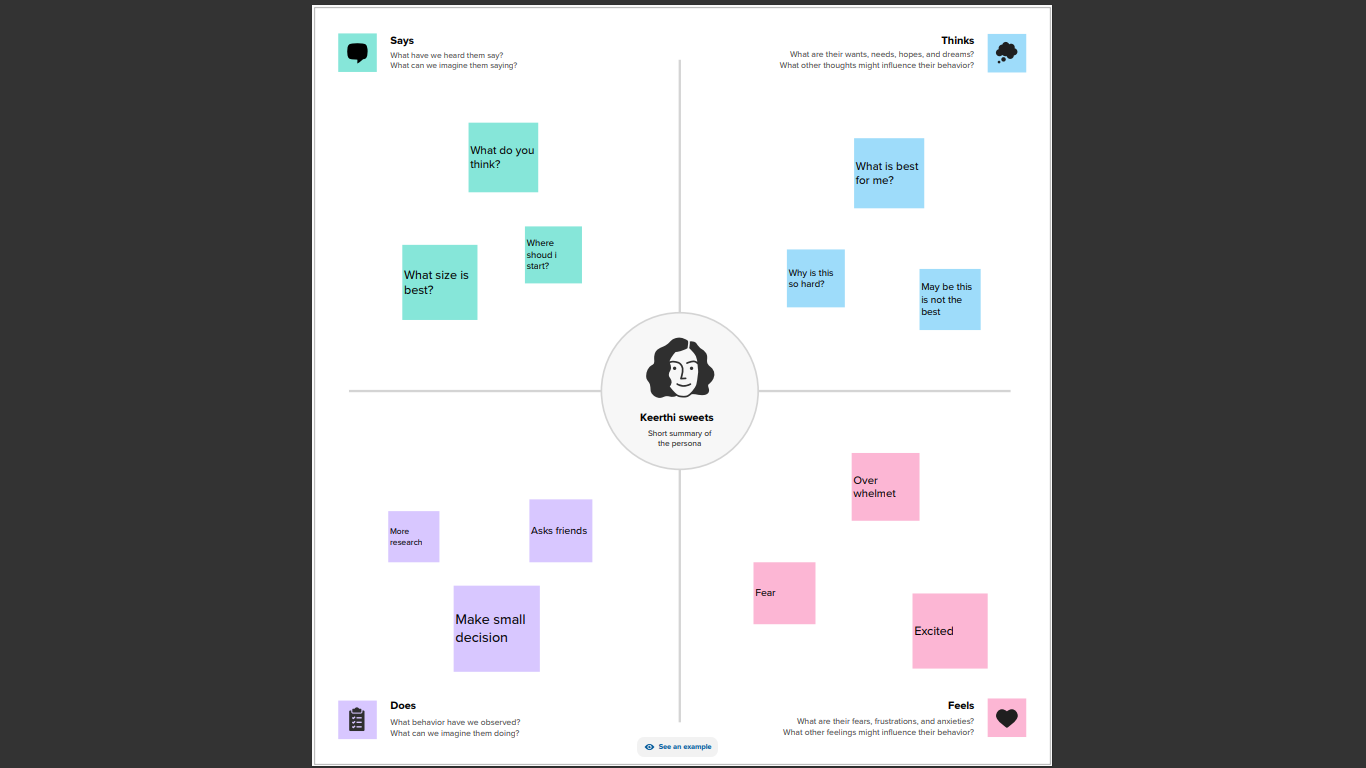 Says
What have we heard them say?
What can we imagine them saying?
Thinks
What are their wants, needs, hopes, and dreams?
What other thoughts might influence their behavior?
What do you
think?
What size is
best?
Where
shoud i
start?
What is best
for me?
Why is this
so hard?
May be this
is not the
best
Keerthi sweets
Short summary of
the persona
More
research
Asks friends
Make small
decision
Over
whelmet
Fear
Excited
Does
What behavior have we observed?
What can we imagine them doing?
Feels
What are their fears, frustrations, and anxieties?
What other feelings might influence their behavior?
See an example